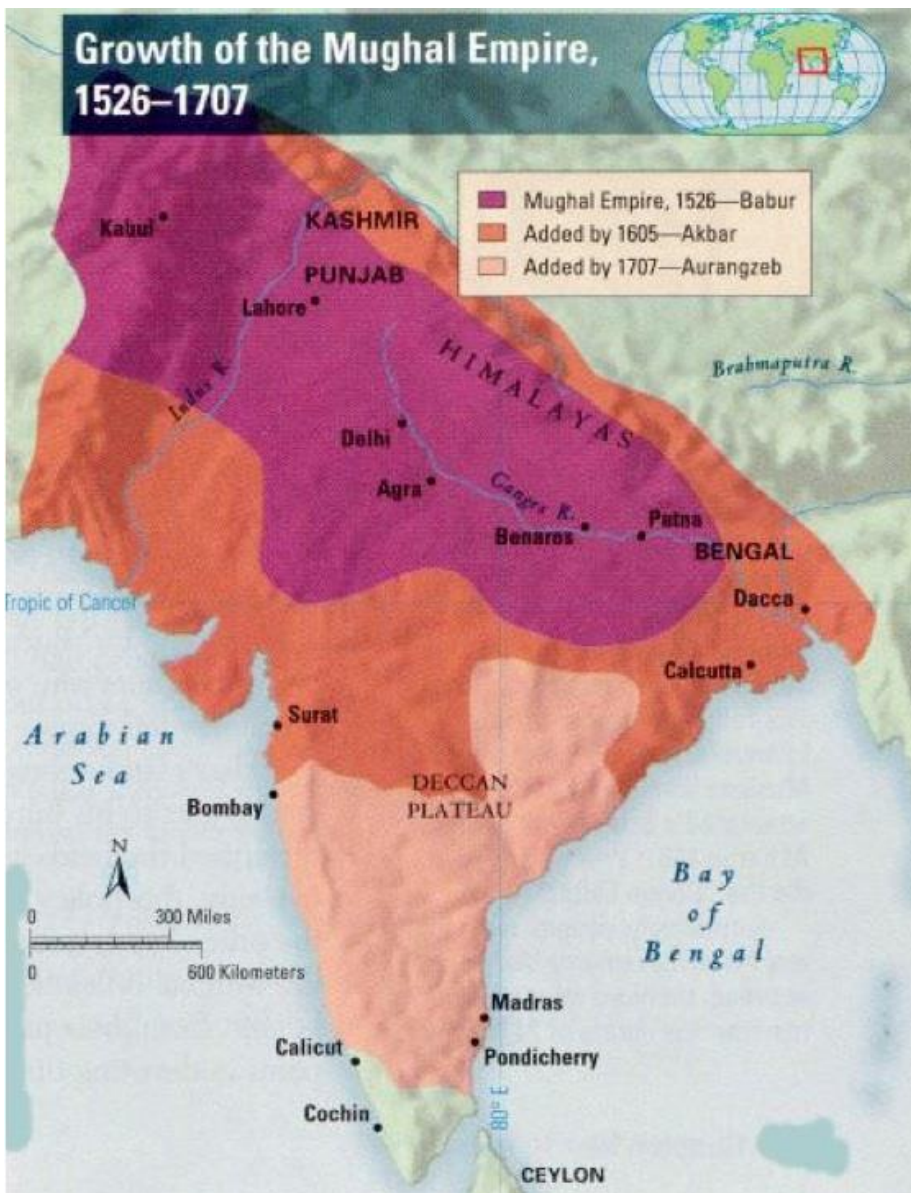 Growth of the Mughal Empire,
1526–1707
Mughal Empire, 1526—Babur
Added by 1605—Akbar
Added by 1707—Aurangzeb
Kabul
KASHMIR
PUNJAB
Lahore
Indus R.
HIMALAYAS
Brahmaputra R.
Delhi
Agra
Ganges R.
Benaros
Patna
BENGAL
Tropic of Cancer
Dacca
Calcutta
Surat
Arabian
Sea
DECCAN
PLATEAU
Bombay
N
0 300 Miles
0 600 Kilometers
Bay
of
Bengal
Madras
Pondicherry
Calicut
Cochin
80° E
CEYLON